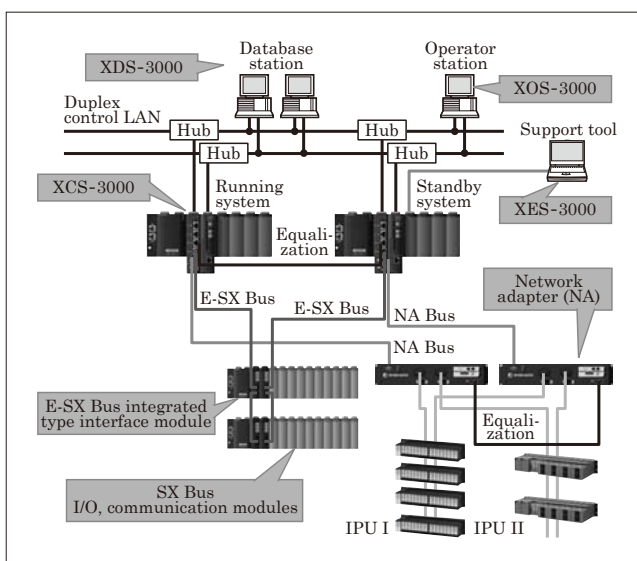 XDS-3000
Database
station
Operator
station
XOS-3000
Duplex
control LAN
Hub
Hub
Hub
Hub
Support tool
XCS-3000
Running
system
Standby
system
XES-3000
Equali-
zation
Network
adapter (NA)
E-SX Bus
E-SX Bus
NA Bus
NA Bus
E-SX Bus integrated
type interface module
Equali-
zation
SX Bus
I/O, communication modules
IPU I
IPU II